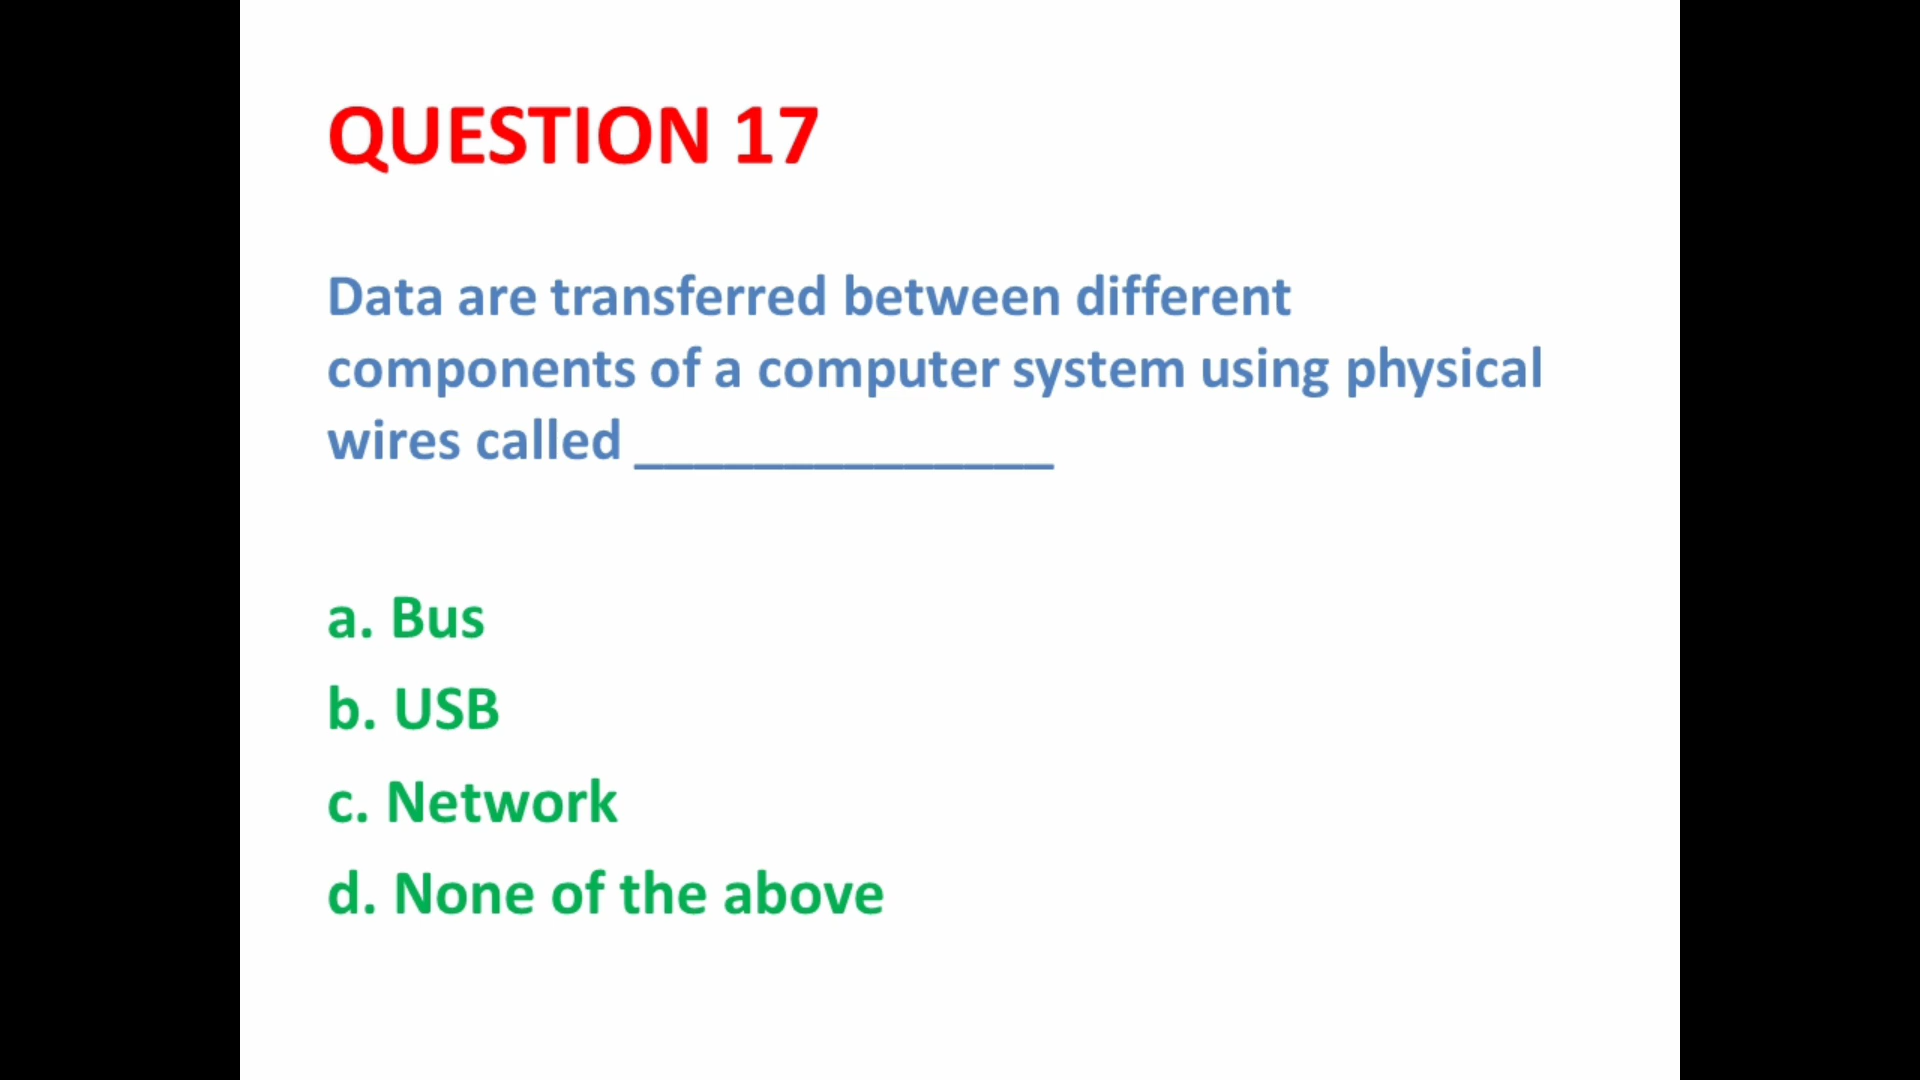 QUESTION 17
Data are transferred between different
components of a computer system using physical
wires called ______________
a. Bus
b. USB
c. Network
d. None of the above